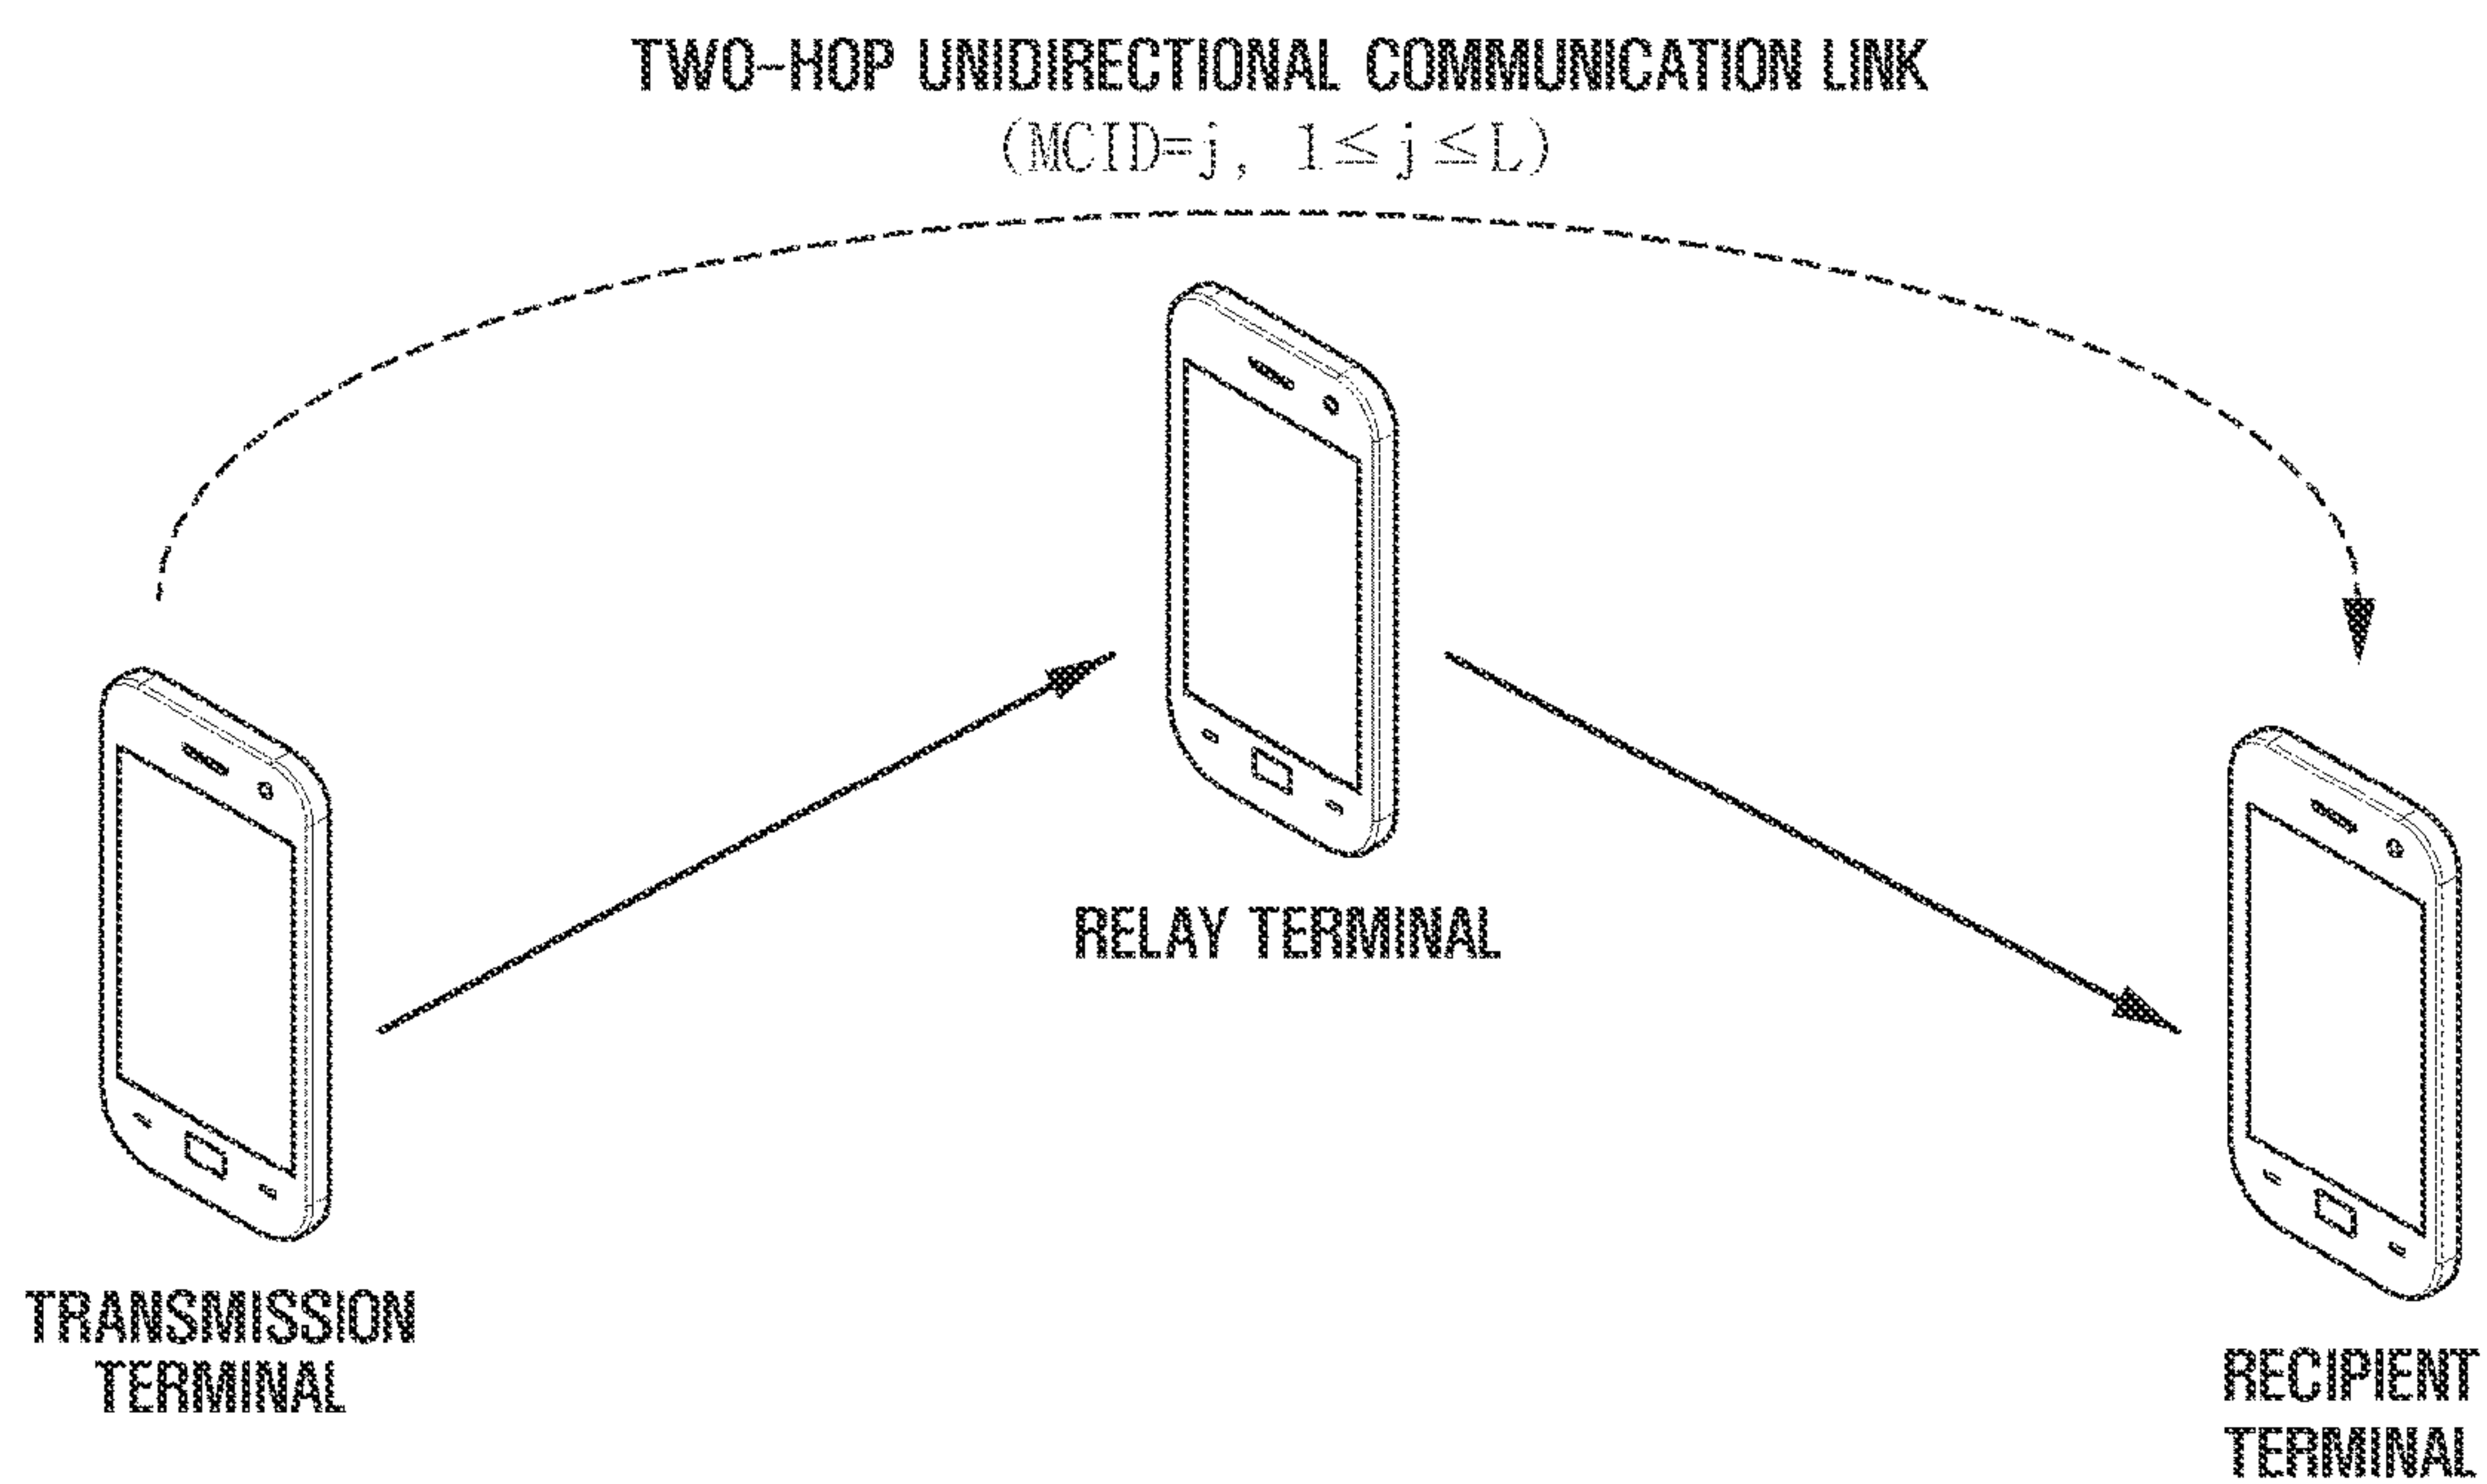 TWO-HOP UNIDIRECTIONAL COMMUNICATION LINK
(MCID=j, 1≤j≤L)
RELAY TERMINAL
TRANSMISSION
TERMINAL
RECIPIENT
TERMINAL